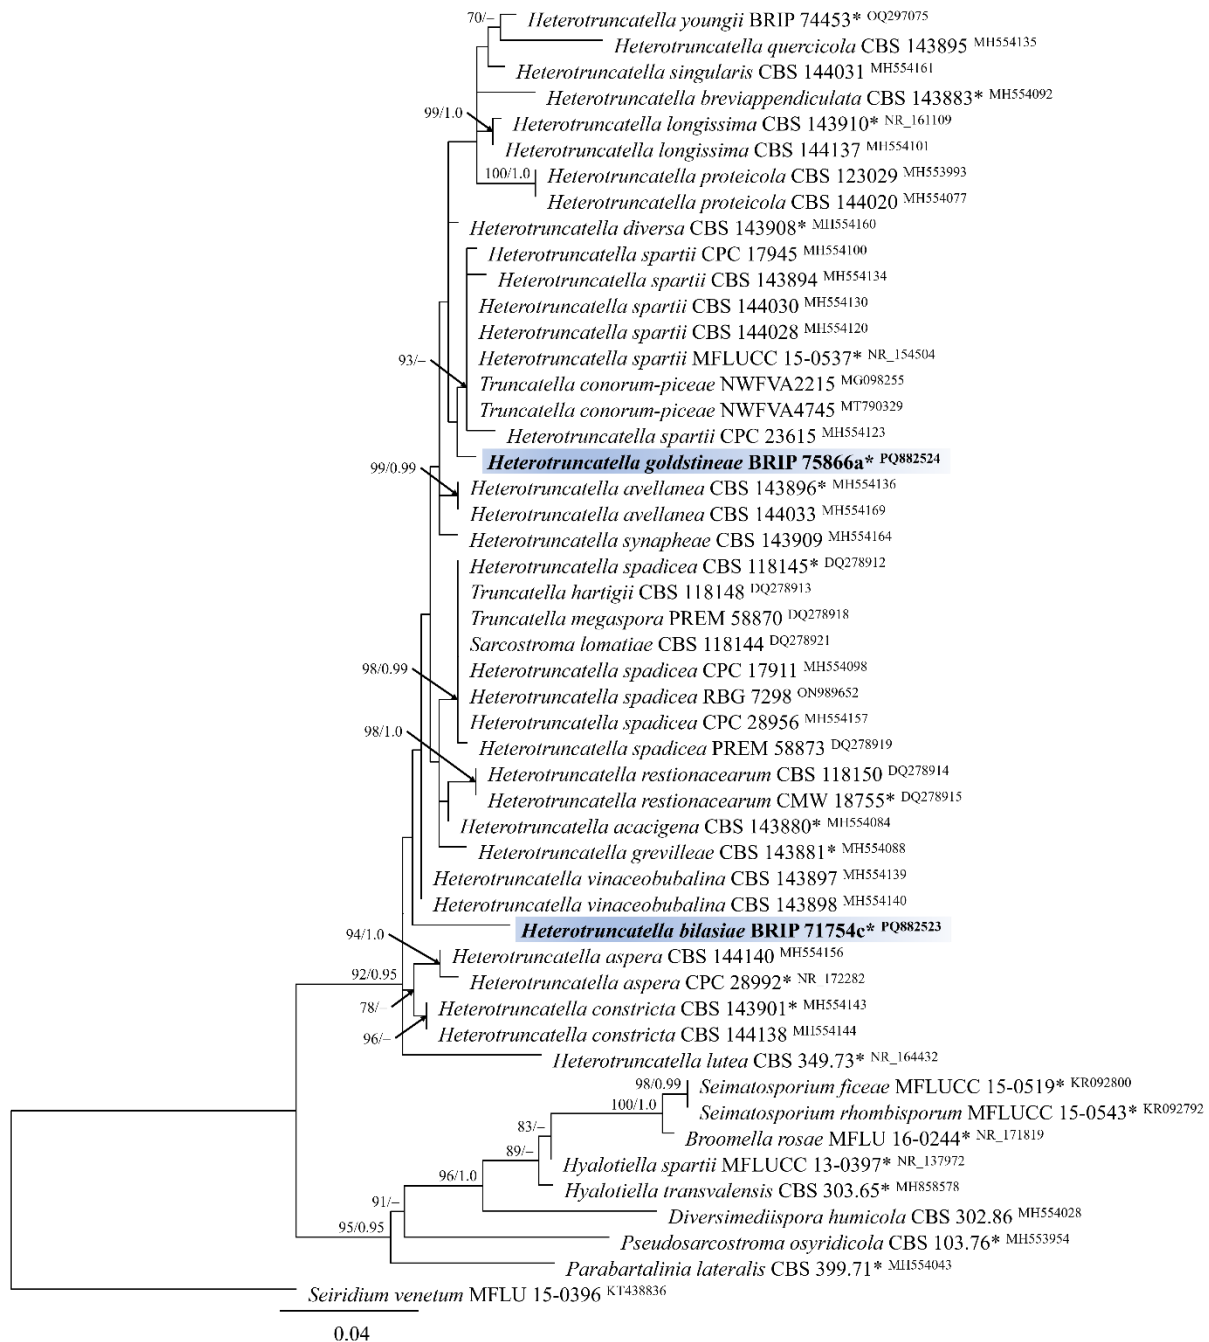 70/–
Heterotruncatella youngii BRIP 74453* OQ297075
Heterotruncatella quercicola CBS 143895 MH554135
Heterotruncatella singularis CBS 144031 MH554161
Heterotruncatella breviappendiculata CBS 143883* MH554092
99/1.0
Heterotruncatella longissima CBS 143910* NR_161109
Heterotruncatella longissima CBS 144137 MH554101
100/1.0
Heterotruncatella proteicola CBS 123029 MH553993
Heterotruncatella proteicola CBS 144020 MH554077
Heterotruncatella diversa CBS 143908* MH554160
Heterotruncatella spartii CPC 17945 MH554100
Heterotruncatella spartii CBS 143894 MH554134
Heterotruncatella spartii CBS 144030 MH554130
Heterotruncatella spartii CBS 144028 MH554120
93/–
Heterotruncatella spartii MFLUCC 15-0537* NR_154504
Truncatella conorum-piceae NWFVA2215 MG098255
Truncatella conorum-piceae NWFVA4745 MT790329
Heterotruncatella spartii CPC 23615 MH554123
Heterotruncatella goldstineae BRIP 75866a* PQ882524
99/0.99
Heterotruncatella avellanea CBS 143896* MH554136
Heterotruncatella avellanea CBS 144033 MH554169
Heterotruncatella synapheae CBS 143909 MH554164
Heterotruncatella spadicea CBS 118145* DQ278912
Truncatella hartigii CBS 118148 DQ278913
Truncatella megaspora PREM 58870 DQ278918
Sarcostroma lomatiae CBS 118144 DQ278921
98/0.99
Heterotruncatella spadicea CPC 17911 MH554098
Heterotruncatella spadicea RBG 7298 ON989652
Heterotruncatella spadicea CPC 28956 MH554157
98/1.0
Heterotruncatella spadicea PREM 58873 DQ278919
Heterotruncatella restionacearum CBS 118150 DQ278914
Heterotruncatella restionacearum CMW 18755* DQ278915
Heterotruncatella acacigena CBS 143880* MH554084
Heterotruncatella grevilleae CBS 143881* MH554088
Heterotruncatella vinaceobubalina CBS 143897 MH554139
Heterotruncatella vinaceobubalina CBS 143898 MH554140
Heterotruncatella bilasiae BRIP 71754c* PQ882523
94/1.0
Heterotruncatella aspera CBS 144140 MH554156
92/0.95
Heterotruncatella aspera CPC 28992* NR_172282
78/–
Heterotruncatella constricta CBS 143901* MH554143
96/–
Heterotruncatella constricta CBS 144138 MH554144
Heterotruncatella lutea CBS 349.73* NR_164432
98/0.99
Seimatosporium ficeae MFLUCC 15-0519* KR092800
100/1.0
Seimatosporium rhombisporum MFLUCC 15-0543* KR092792
83/–
Broomella rosae MFLU 16-0244* NR_171819
89/–
Hyalotiella spartii MFLUCC 13-0397* NR_137972
96/1.0
Hyalotiella transvalensis CBS 303.65* MH858578
91/–
Diversimediispora humicola CBS 302.86 MH554028
95/0.95
Pseudosarcostroma osyridicola CBS 103.76* MH553954
Parabartalinia lateralis CBS 399.71* MH554043
Seiridium venetum MFLU 15-0396 KT438836
0.04